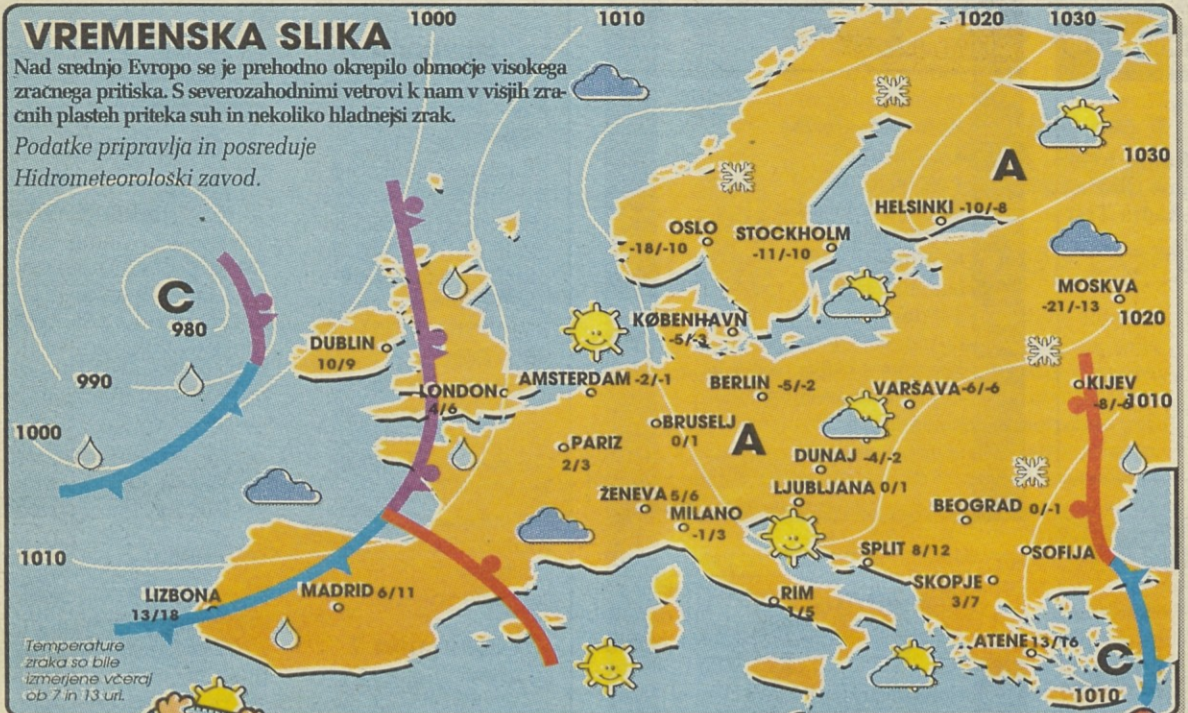 1000
1010
1020
1030
VREMENSKA SLIKA
Nad srednjo Evropo se je prehodno okrepilo območje visokega
zračnega pritiska. S severozahodnimi vetrovi k nam v višjih zra-
čnih plasteh priteka suh in nekoliko hladnejši zrak.
Podatke pripravlja in posreduje
Hidrometeorološki zavod.
A
1030
HELSINKI -10/-8
OSLO
-18/-10
STOCKHOLM
-11/-10
MOSKVA
-21/-13
C
980
KØBENHAVN
-5/-3
1020
DUBLIN
10/9
990
LONDON
4/6
AMSTERDAM -2/-1
BERLIN -5/-2
VARŠAVA -6/-6
KIJEV
-8/-6
1010
1000
BRUSELJ
0/1
A
PARIZ
2/3
DUNAJ -4/-2
ŽENEVA 5/6
LJUBLJANA 0/1
MILANO
-1/3
BEOGRAD 0/-1
1010
SPLIT 8/12
SOFIJA
LIZBONA
13/18
MADRID 6/11
RIM
1/5
SKOPJE
3/7
ATENE 13/16
C
1010
Temperature
zraka so bile
izmerjene včeraj
ob 7 in 13 uri.